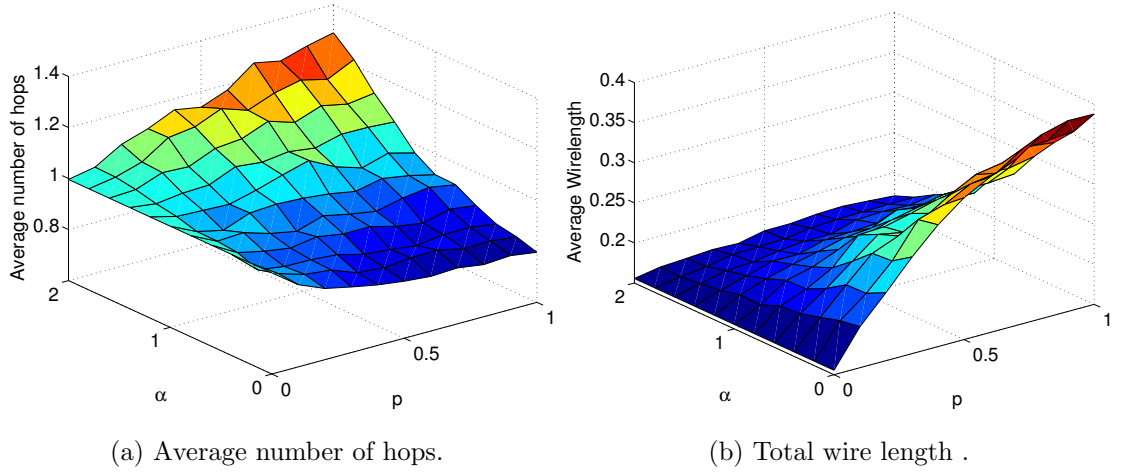 1.4
1.2
1
0.8
Average number of hops
2
1
0
α
0
0.5
1
p
(a) Average number of hops.
0.4
0.35
0.3
0.25
0.2
Average Wirelength
2
1
0
α
0
0.5
1
p
(b) Total wire length .